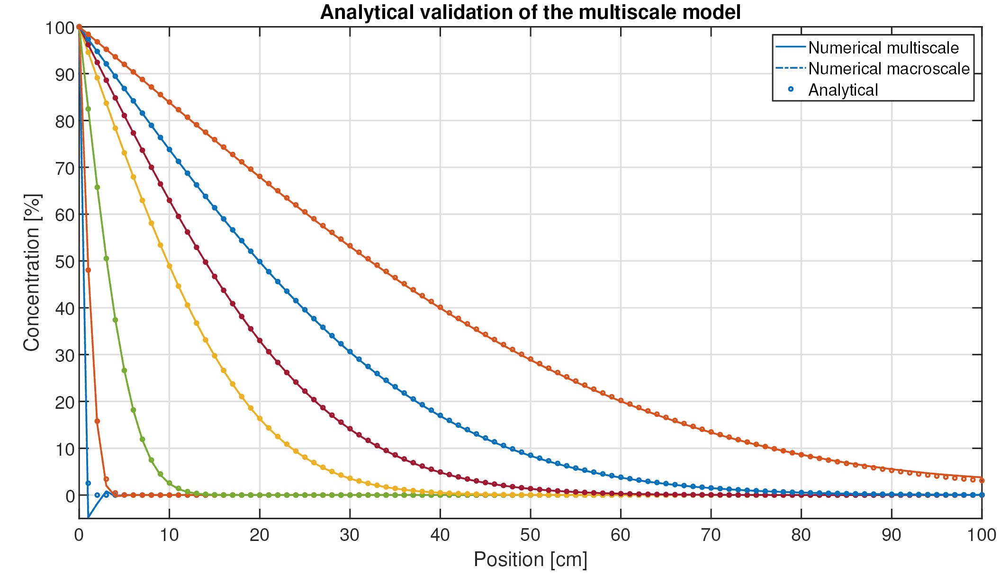 Analytical validation of the multiscale model
Numerical multiscale
Numerical macroscale
Analytical
Concentration [%]
100
90
80
70
60
50
40
30
20
10
0
0 10 20 30 40 50 60 70 80 90 100
Position [cm]